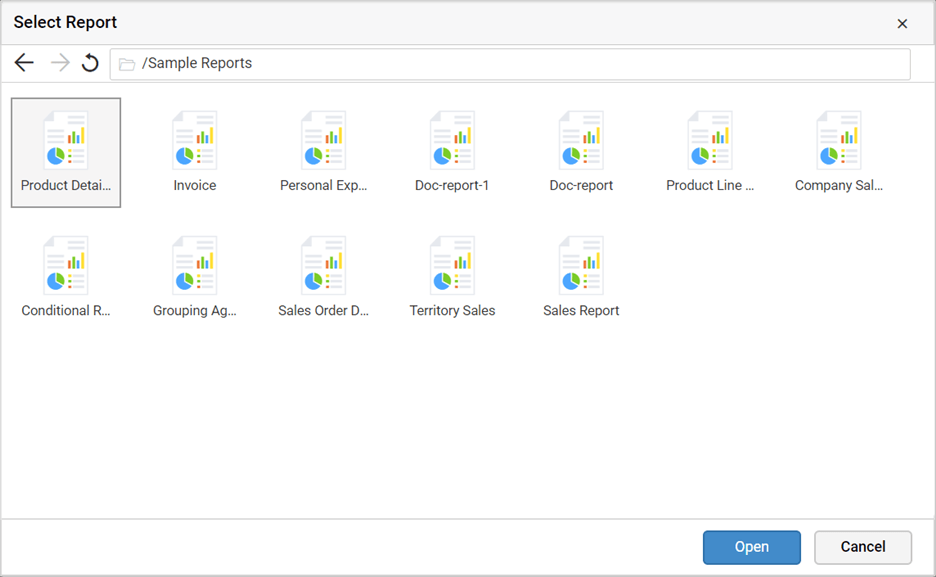 Select Report
/Sample Reports
Product Detai...
Invoice
Personal Exp...
Doc-report-1
Doc-report
Product Line ...
Company Sal...
Conditional R...
Grouping Ag...
Sales Order D...
Territory Sales
Sales Report
Open
Cancel